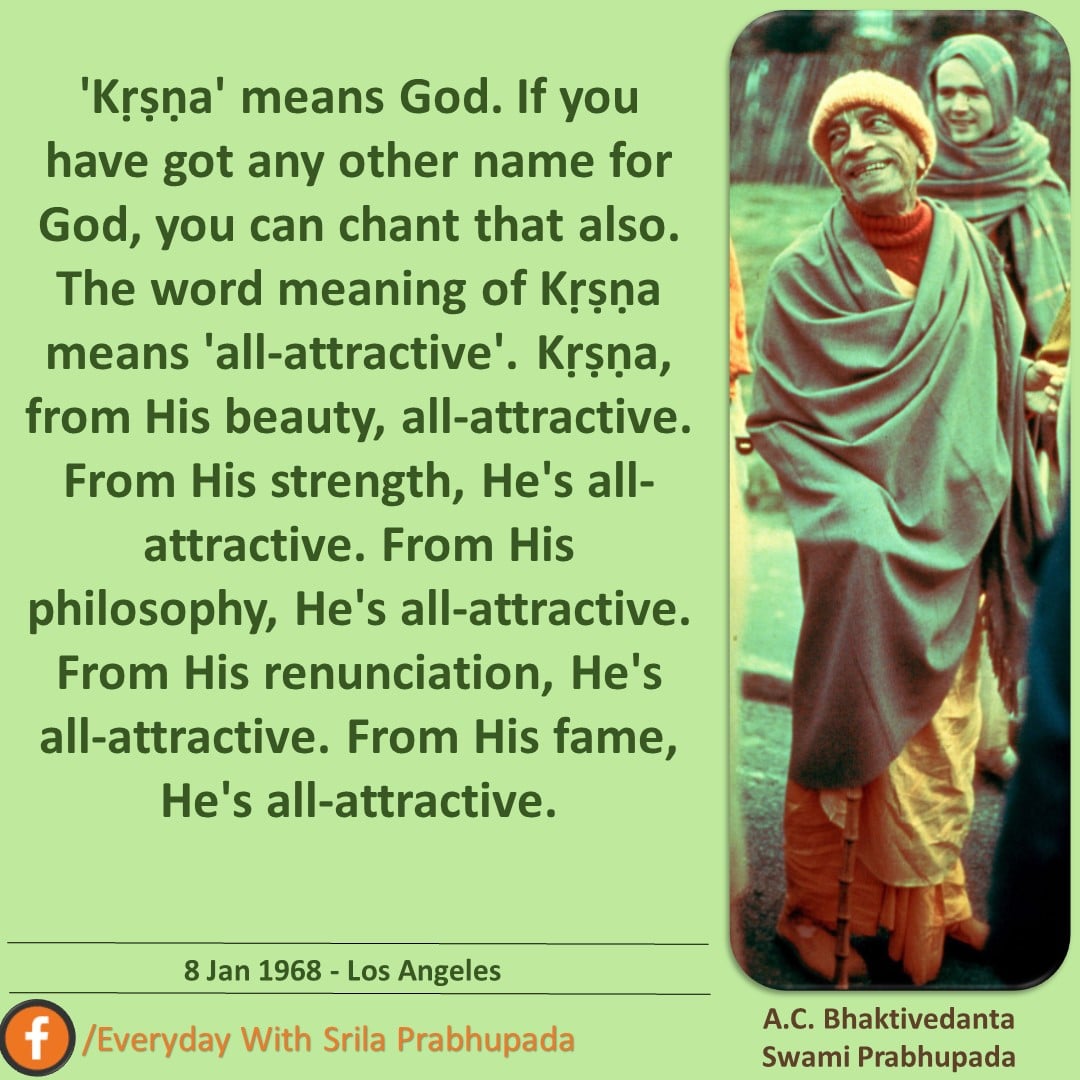 'Kṛṣṇa' means God. If you
have got any other name for
God, you can chant that also.
The word meaning of Kṛṣṇa
means 'all-attractive'. Kṛṣṇa,
from His beauty, all-attractive.
From His strength, He's all-
attractive. From His
philosophy, He's all-attractive.
From His renunciation, He's
all-attractive. From His fame,
He's all-attractive.
8 Jan 1968 - Los Angeles
f /Everyday With Srila Prabhupada
A.C. Bhaktivedanta
Swami Prabhupada